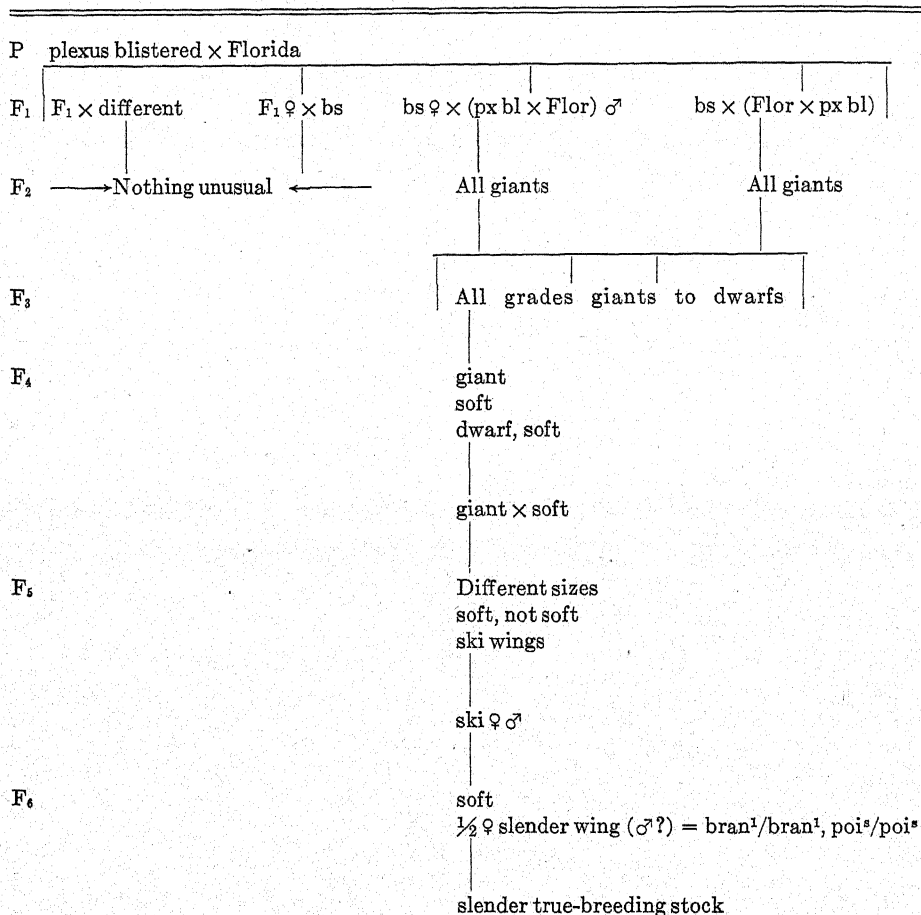 P plexus blistered × Florida
F₁ F₁ × different F₁ ♀ × bs bs ♀ × (px bl × Flor) ♂ bs × (Flor × px bl)
F₂ → Nothing unusual ← All giants All giants
F₃ All grades giants to dwarfs
F₄ giant
soft
dwarf, soft
giant × soft
F₅ Different sizes
soft, not soft
ski wings
ski ♀ ♂
F₆ soft
½ ♀ slender wing (♂?) = bran¹/bran¹, poiˢ/poiˢ
slender true-breeding stock